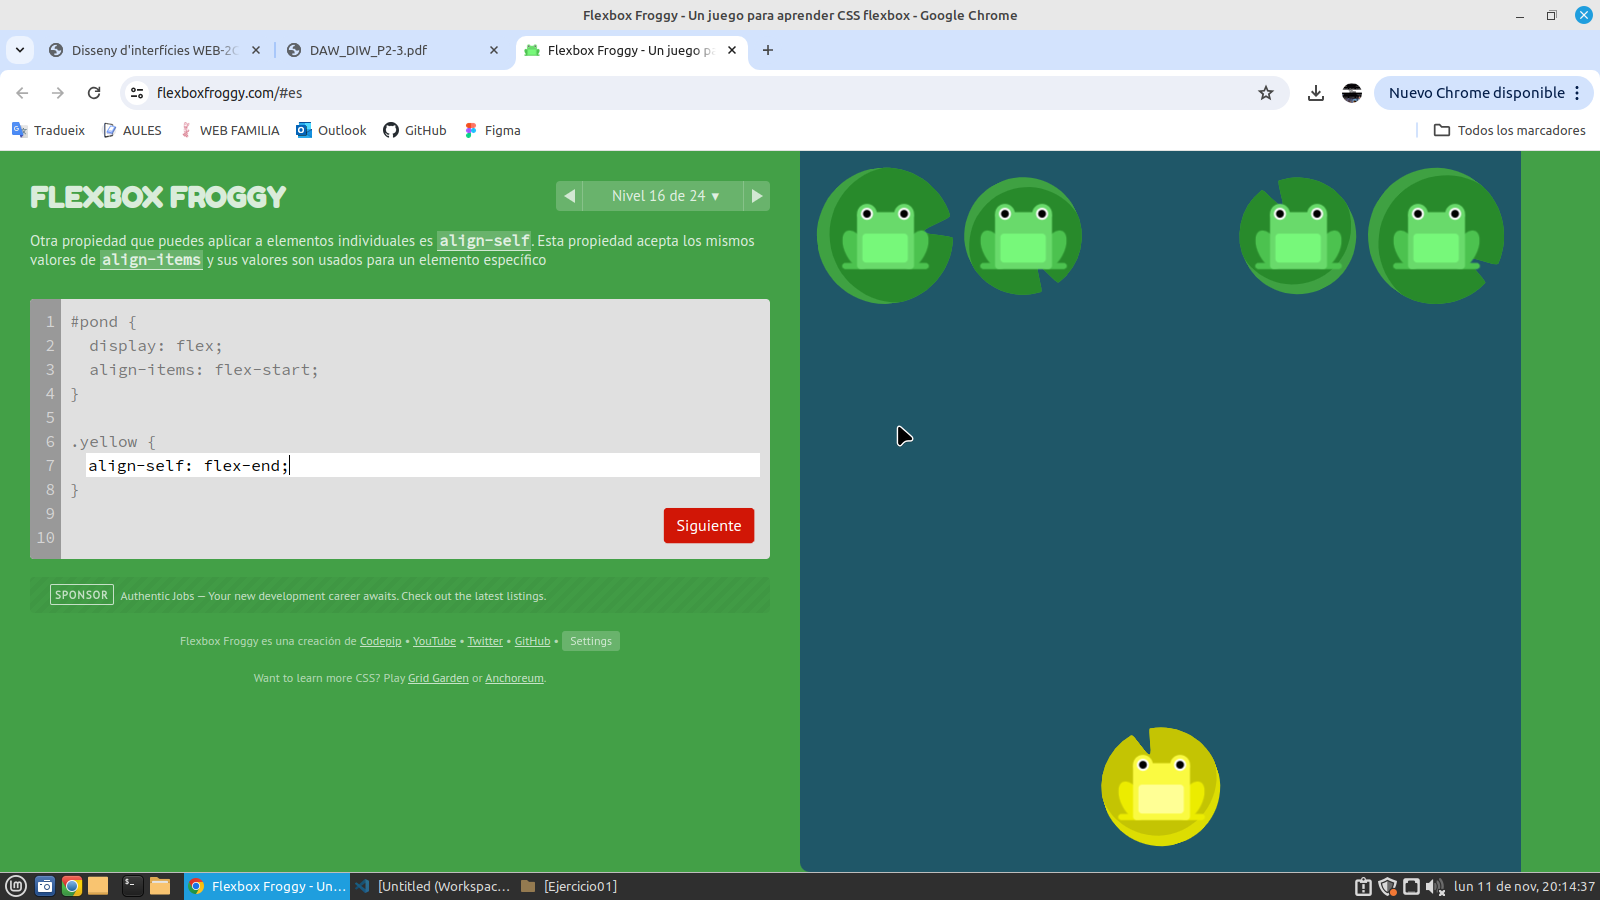 Flexbox Froggy - Un juego para aprender CSS flexbox - Google Chrome
Disseny d'interfícies WEB-2
DAW_DIW_P2-3.pdf
Flexbox Froggy - Un juego p
flexboxfroggy.com/#es
Nuevo Chrome disponible
Tradueix
AULES
WEB FAMILIA
Outlook
GitHub
Figma
Todos los marcadores
FLEXBOX FROGGY
Nivel 16 de 24 ▾
Otra propiedad que puedes aplicar a elementos individuales es align-self. Esta propiedad acepta los mismos
valores de align-items y sus valores son usados para un elemento específico
1 #pond {
2 display: flex;
3 align-items: flex-start;
4 }
5
6 .yellow {
7 align-self: flex-end;
8 }
9
10
Siguiente
SPONSOR Authentic Jobs — Your new development career awaits. Check out the latest listings.
Flexbox Froggy es una creación de Codepip • YouTube • Twitter • GitHub • Settings
Want to learn more CSS? Play Grid Garden or Anchoreum.
Flexbox Froggy - Un...
[Untitled (Workspac...
[Ejercicio01]
lun 11 de nov, 20:14:37